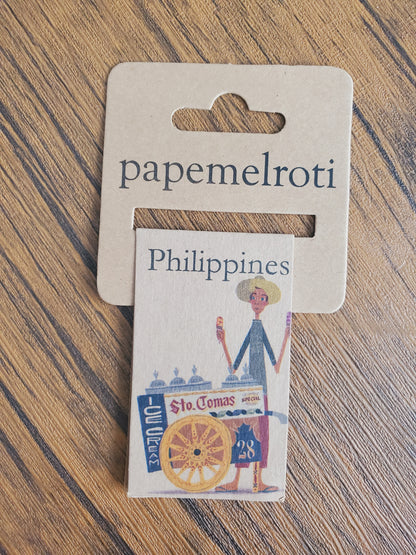 papemelroti
Philippines
Sto. Tomas
SPECIAL
ICE CREAM
28